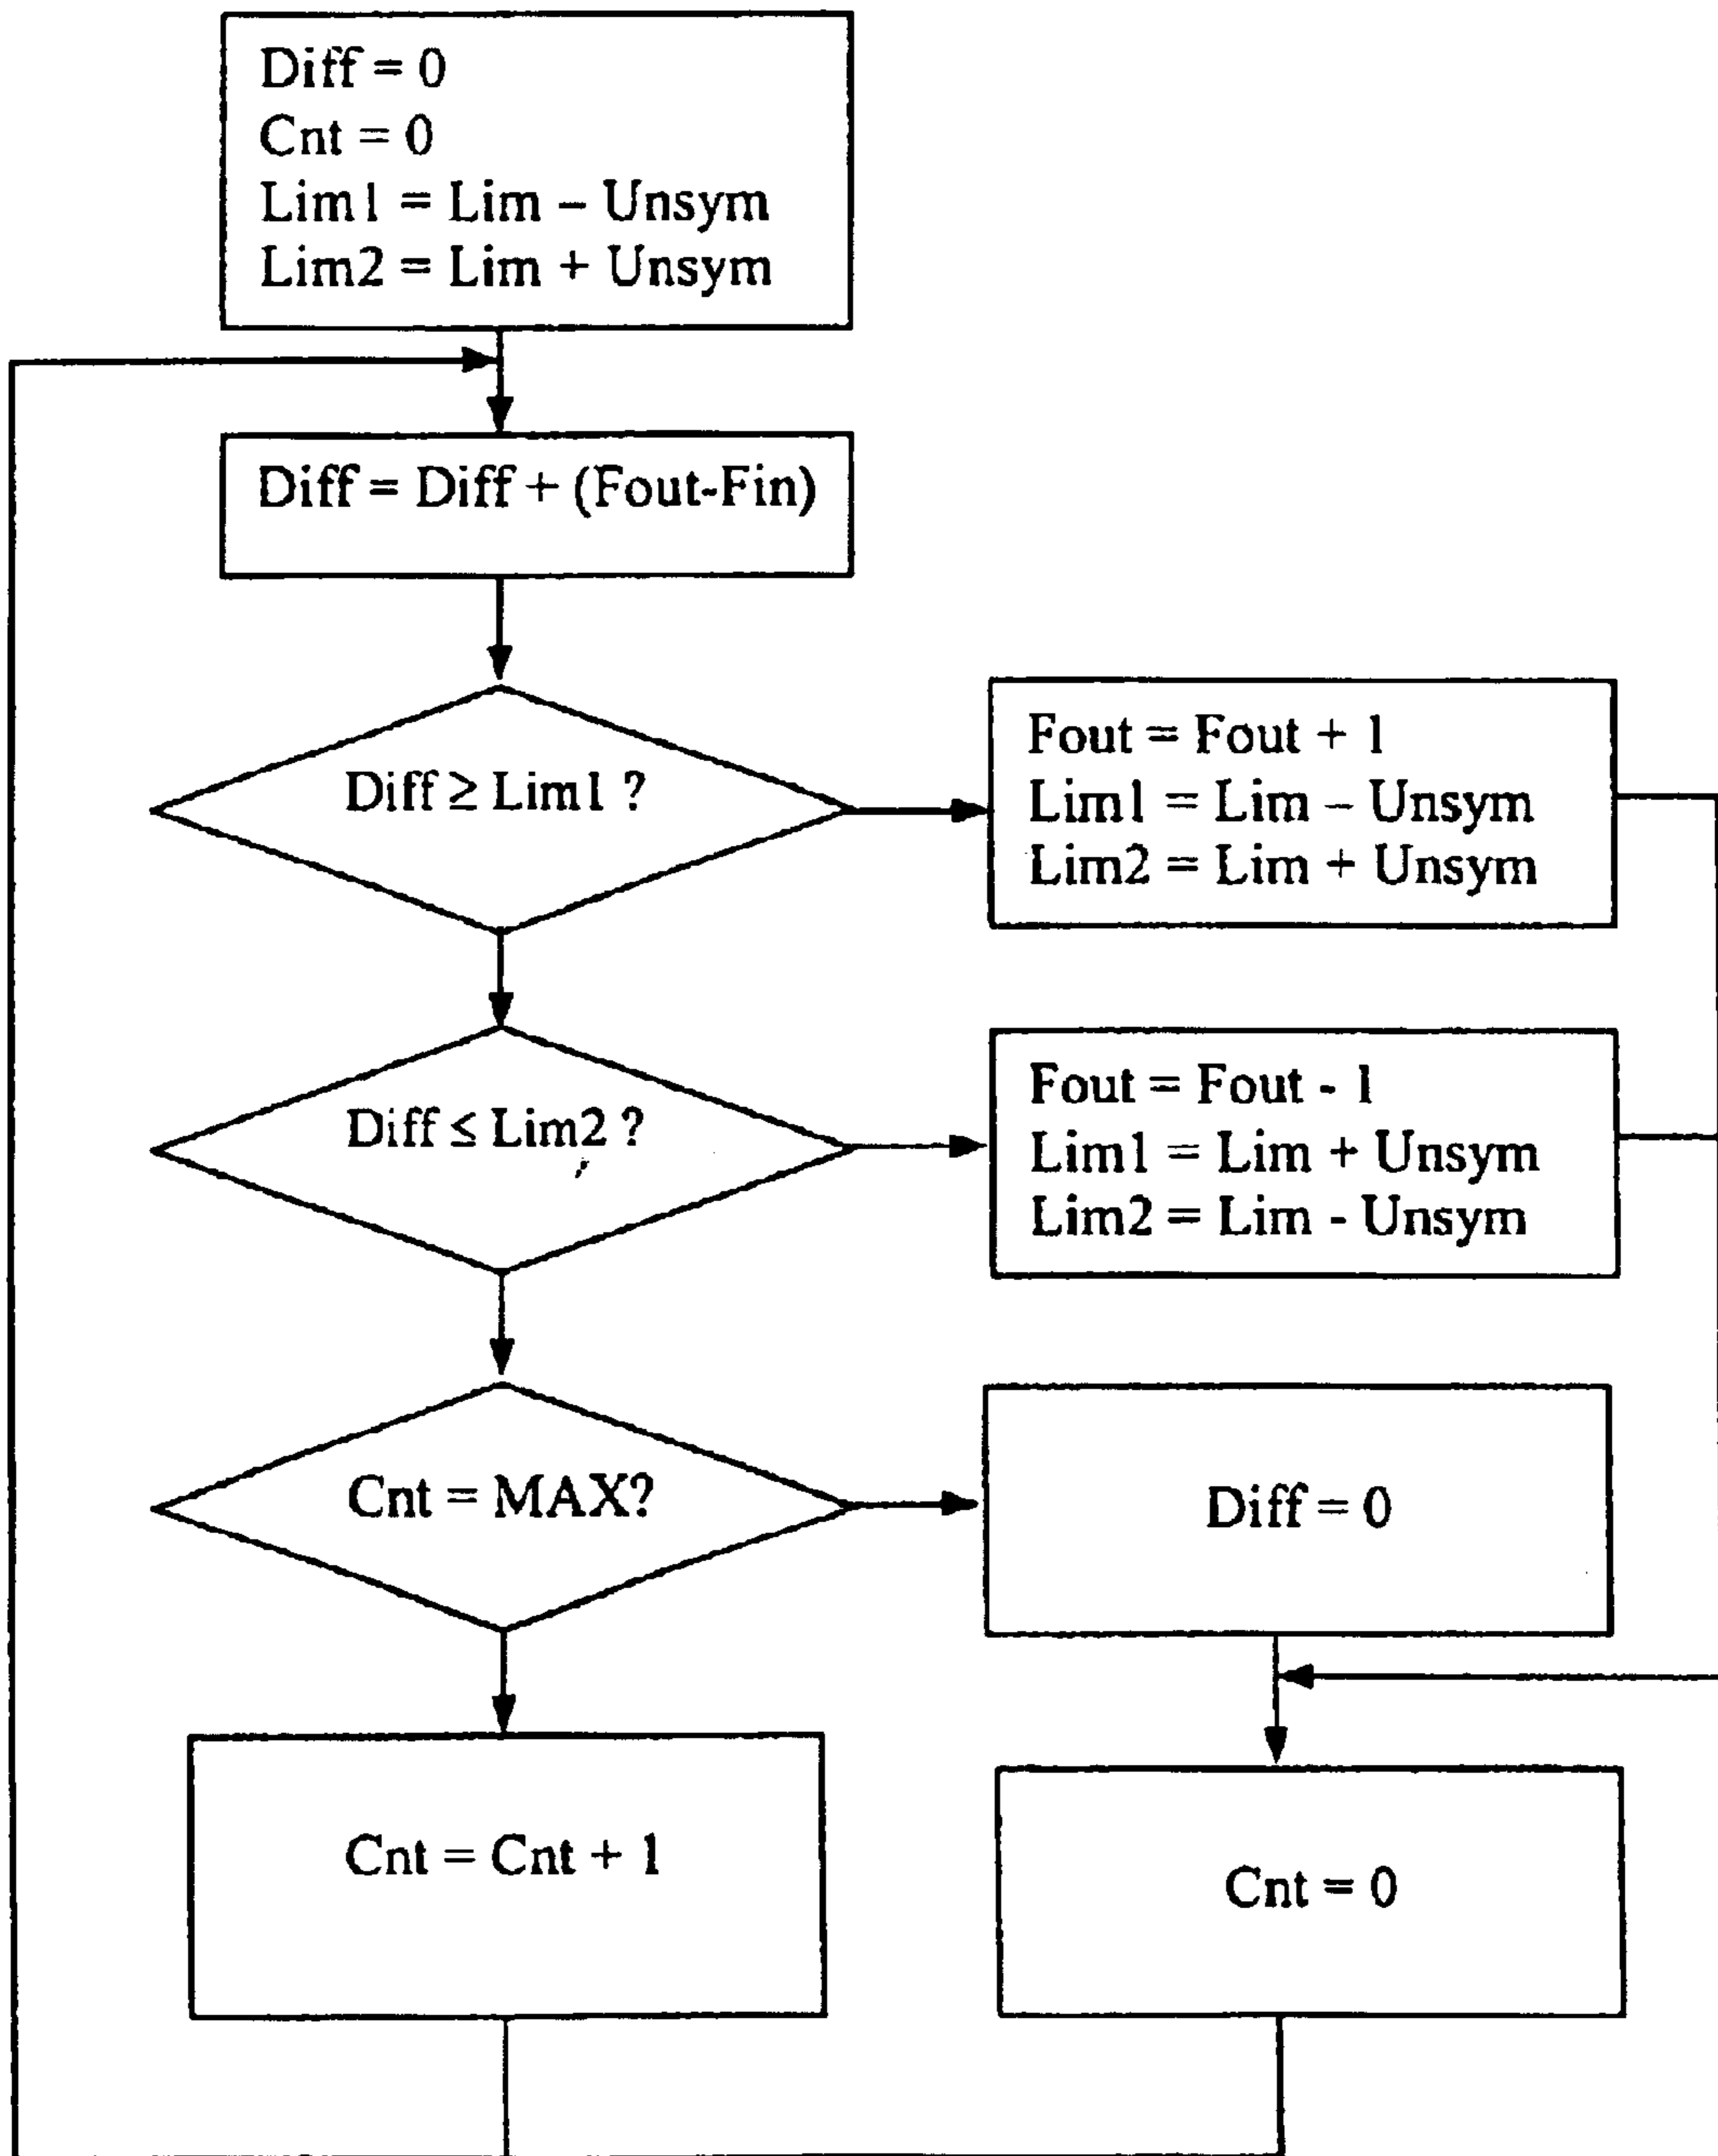 Diff = 0
Cnt = 0
Lim1 = Lim – Unsym
Lim2 = Lim + Unsym
Diff = Diff + (Fout-Fin)
Diff ≥ Lim1 ?
Fout = Fout + 1
Lim1 = Lim – Unsym
Lim2 = Lim + Unsym
Diff ≤ Lim2 ?
Fout = Fout - 1
Lim1 = Lim + Unsym
Lim2 = Lim - Unsym
Cnt = MAX?
Diff = 0
Cnt = Cnt + 1
Cnt = 0